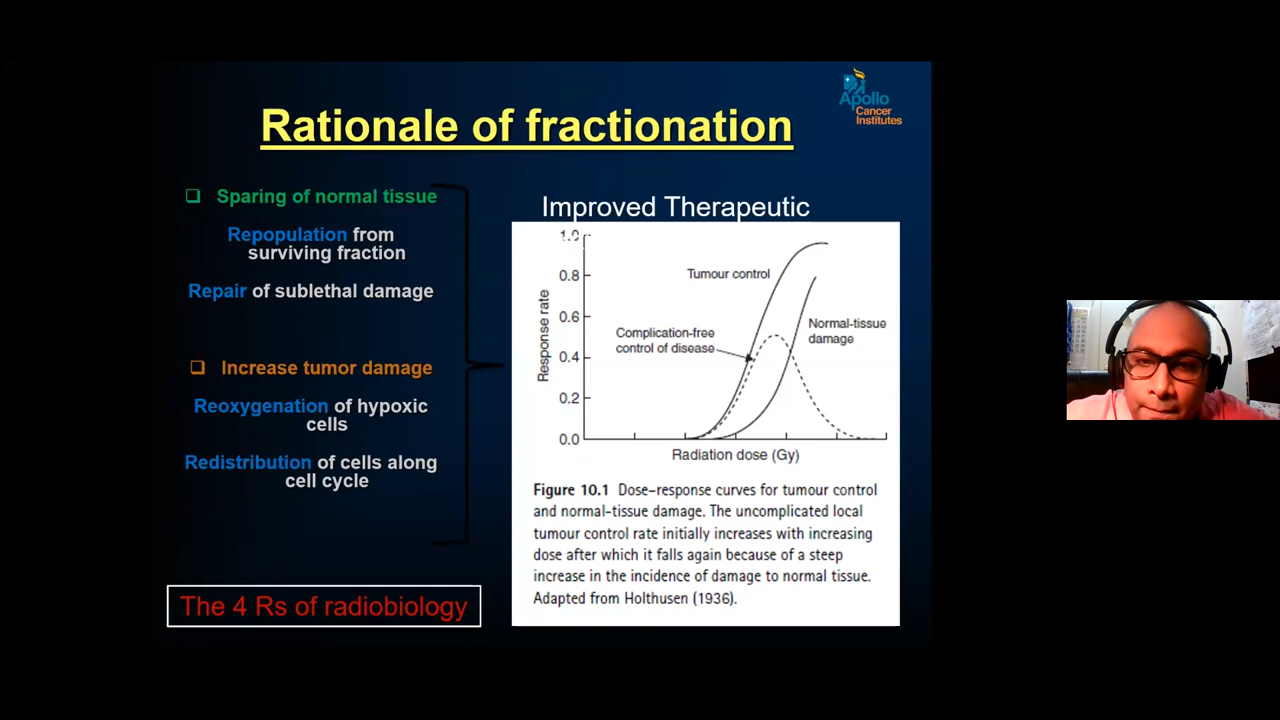 Apollo
Cancer
Institutes
Rationale of fractionation
Sparing of normal tissue
Repopulation from
surviving fraction
Repair of sublethal damage
Increase tumor damage
Reoxygenation of hypoxic
cells
Redistribution of cells along
cell cycle
The 4 Rs of radiobiology
Improved Therapeutic
1.0
0.8
0.6
0.4
0.2
0.0
Response rate
Tumour control
Complication-free
control of disease
Normal-tissue
damage
Radiation dose (Gy)
Figure 10.1 Dose–response curves for tumour control
and normal-tissue damage. The uncomplicated local
tumour control rate initially increases with increasing
dose after which it falls again because of a steep
increase in the incidence of damage to normal tissue.
Adapted from Holthusen (1936).